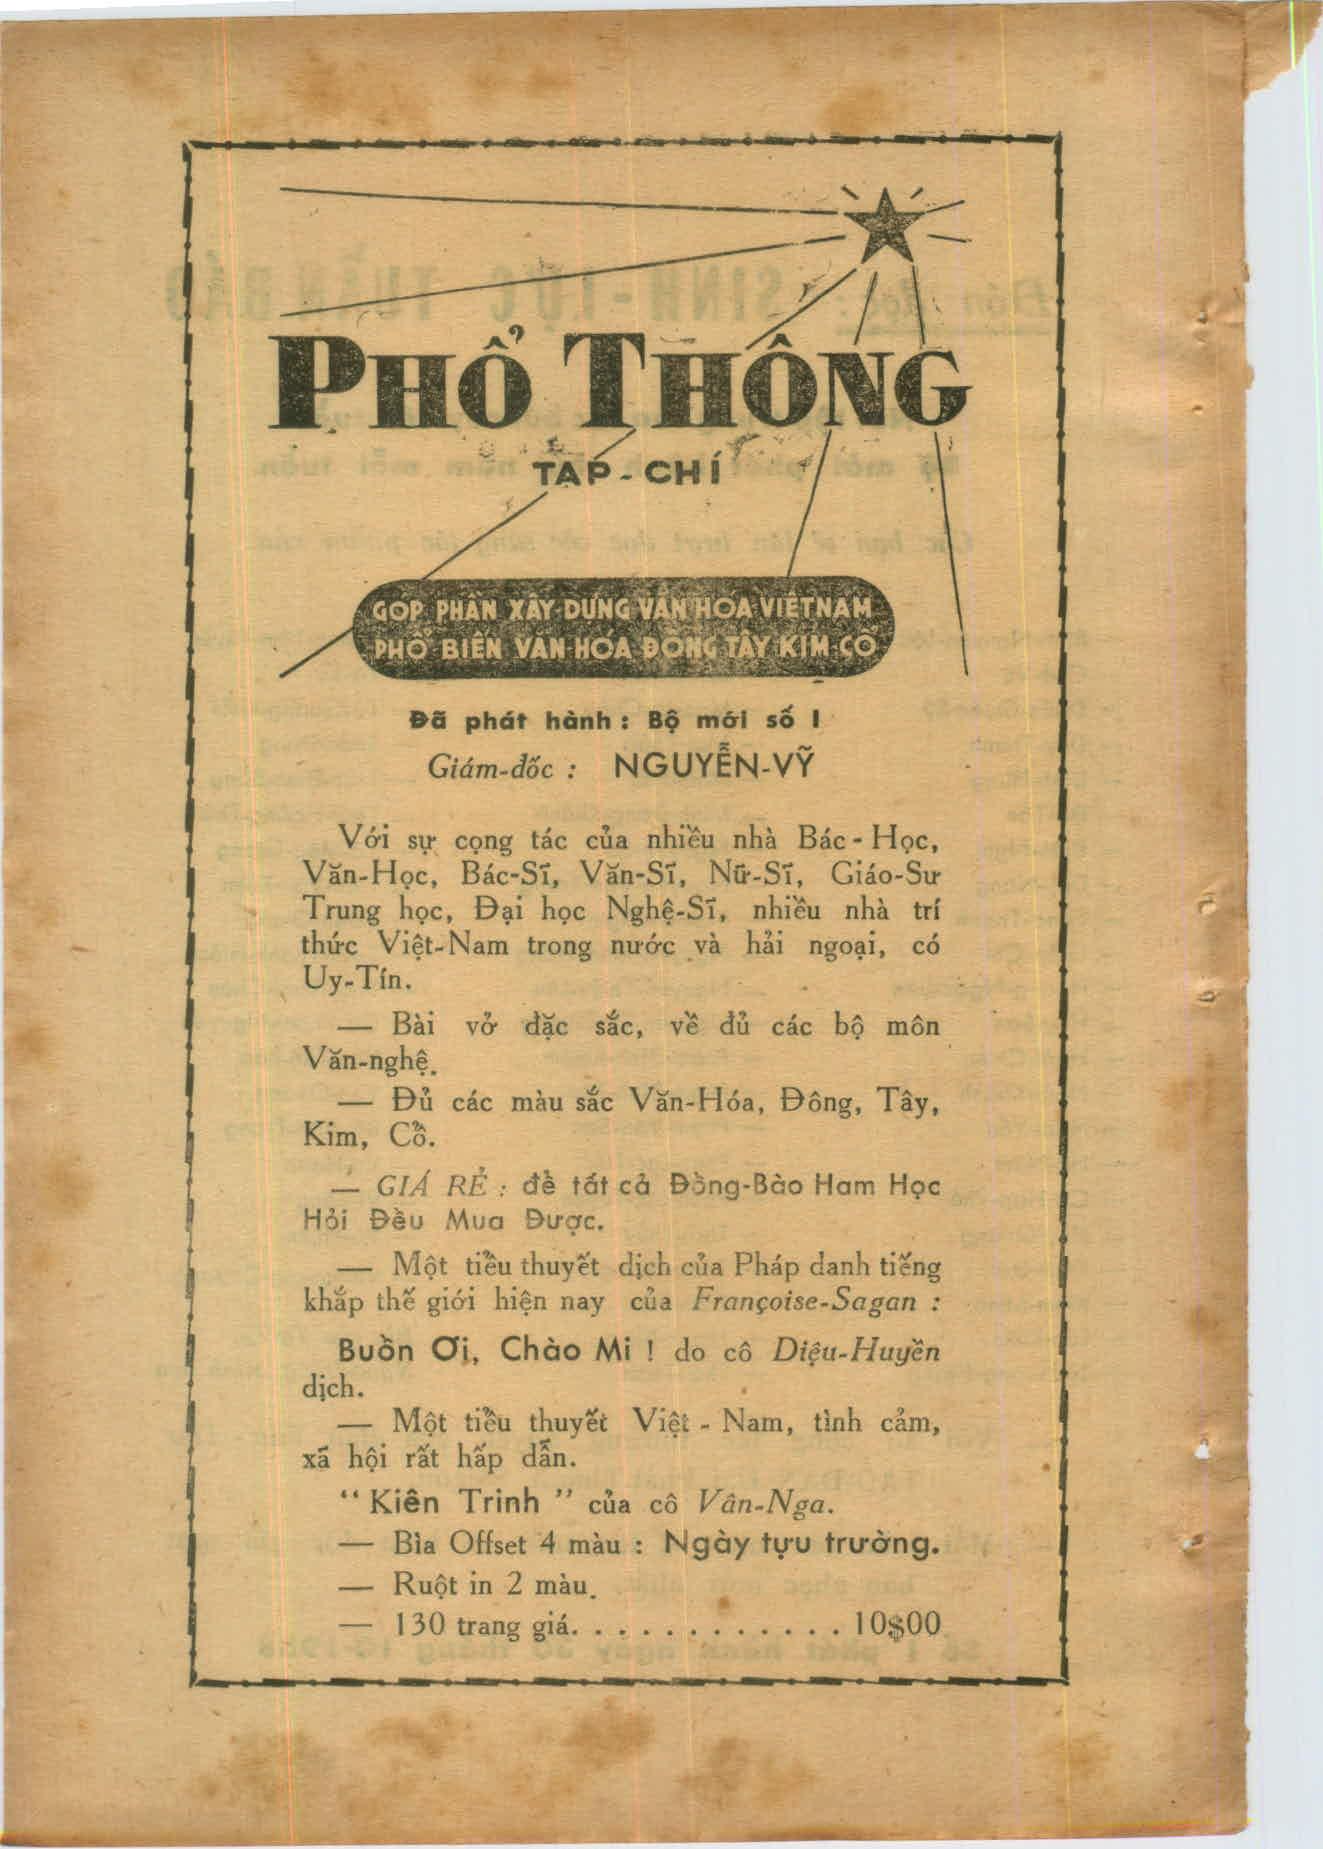 PHỔ THÔNG
TẠP-CHÍ
GÓP PHẦN XÂY DỰNG VĂN HÓA VIỆTNAM
PHỔ BIẾN VĂN HÓA ĐÔNG TÂY KIM CỔ
Đã phát hành : Bộ mới số 1
Giám-đốc : NGUYỄN-VỸ
Với sự cọng tác của nhiều nhà Bác-Học,
Văn-Học, Bác-Sĩ, Văn-Sĩ, Nữ-Sĩ, Giáo-Sư
Trung học, Đại học Nghệ-Sĩ, nhiều nhà trí
thức Việt-Nam trong nước và hải ngoại, có
Uy-Tín.
— Bài vở đặc sắc, về đủ các bộ môn
Văn-nghệ.
— Đủ các màu sắc Văn-Hóa, Đông, Tây,
Kim, Cổ.
— GIÁ RẺ : để tất cả Đồng-Bào Ham Học
Hỏi Đều Mua Được.
— Một tiểu thuyết dịch của Pháp danh tiếng
khắp thế giới hiện nay của Françoise-Sagan :
Buồn Ơi, Chào Mi ! do cô Diệu-Huyền
dịch.
— Một tiểu thuyết Việt - Nam, tình cảm,
xã hội rất hấp dẫn.
“ Kiên Trinh ” của cô Vân-Nga.
— Bìa Offset 4 màu : Ngày tựu trường.
— Ruột in 2 màu.
— 130 trang giá. . . . . . . . . . . . . 10$00